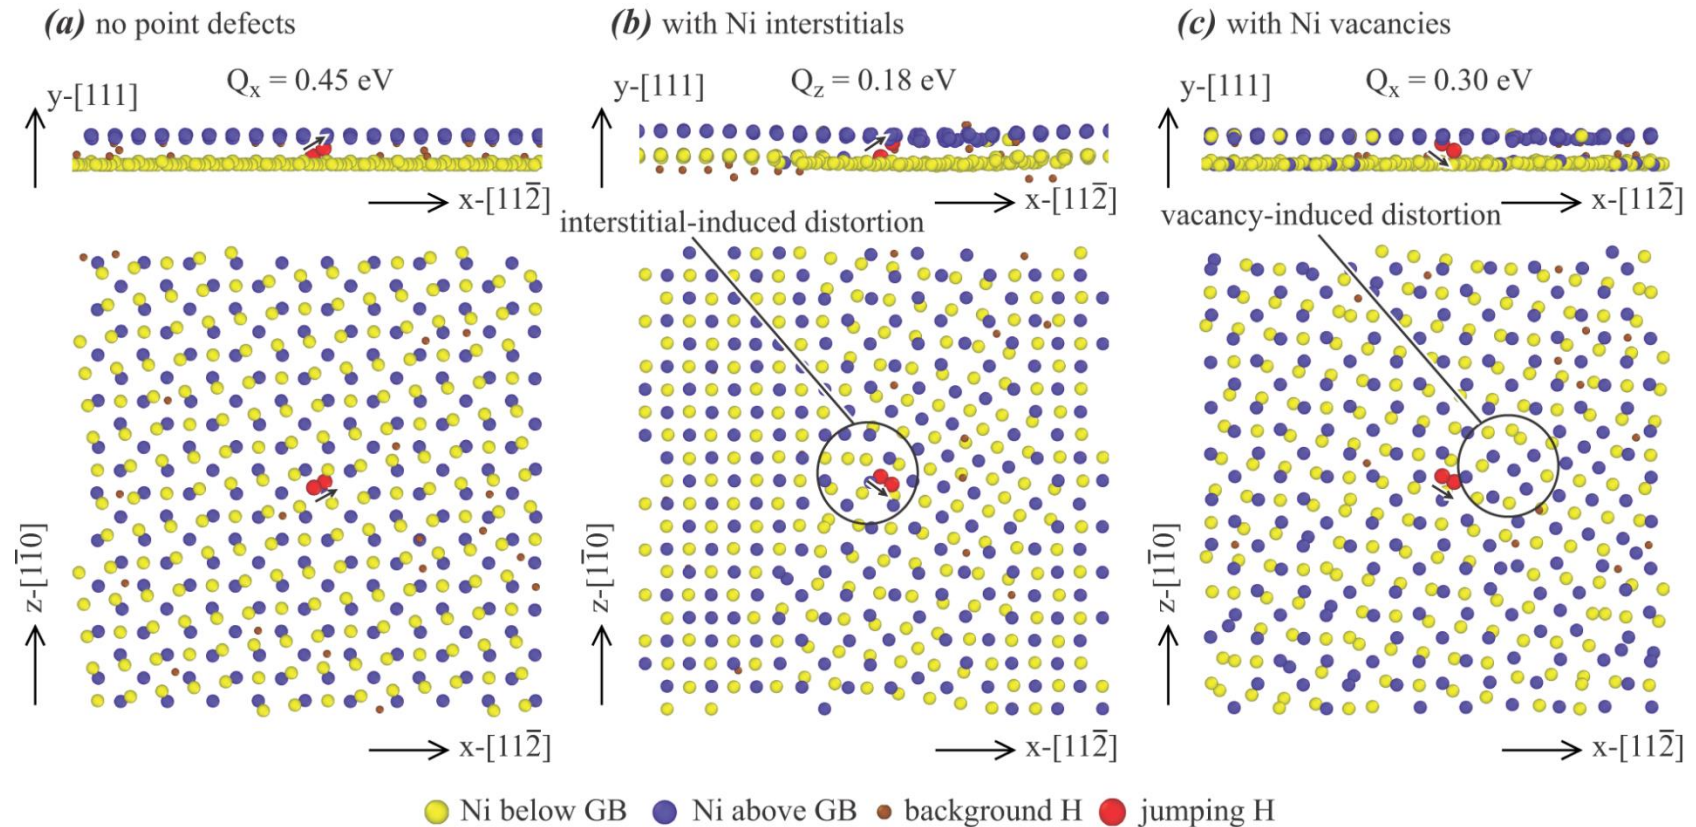 (a) no point defects
(b) with Ni interstitials
(c) with Ni vacancies
y-[111]
Qx = 0.45 eV
y-[111]
Qz = 0.18 eV
y-[111]
Qx = 0.30 eV
x-[112̅]
x-[112̅]
x-[112̅]
interstitial-induced distortion
vacancy-induced distortion
z-[11̅0]
z-[11̅0]
z-[11̅0]
x-[112̅]
x-[112̅]
x-[112̅]
Ni below GB
Ni above GB
background H
jumping H